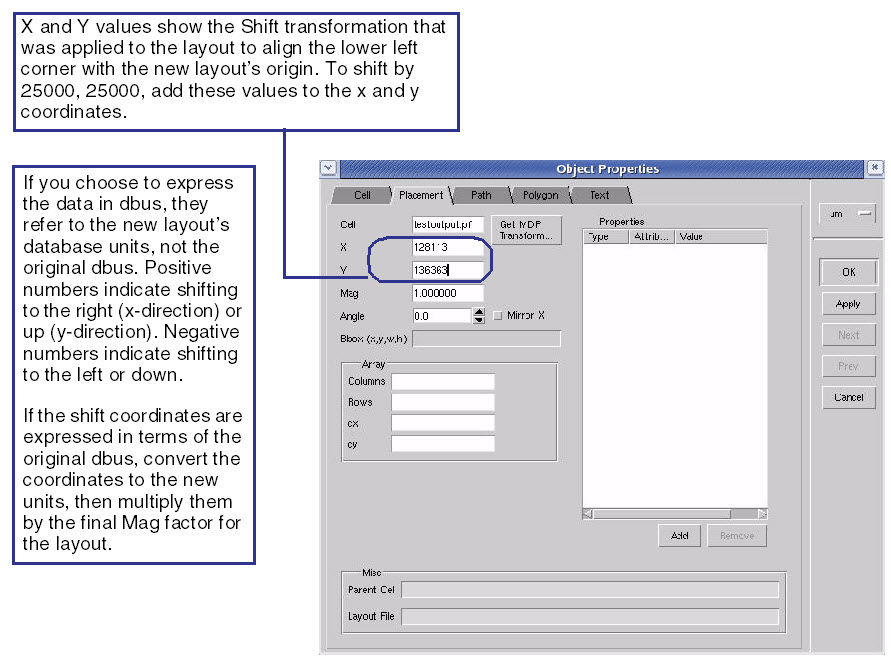 X and Y values show the Shift transformation that
was applied to the layout to align the lower left
corner with the new layout's origin. To shift by
25000, 25000, add these values to the x and y
coordinates.
If you choose to express
the data in dbus, they
refer to the new layout's
database units, not the
original dbus. Positive
numbers indicate shifting
to the right (x-direction) or
up (y-direction). Negative
numbers indicate shifting
to the left or down.
If the shift coordinates are
expressed in terms of the
original dbus, convert the
coordinates to the new
units, then multiply them
by the final Mag factor for
the layout.
Object Properties
Cell Placement Path Polygon Text
Cell testoutput.pf Get MDP
Transform...
X 128113
Y 136363
Mag 1.000000
Angle 0.0 Mirror X
Bbox (x,y,w,h)
Array
Columns
Rows
cx
cy
Properties
Type Attrib... Value
Add Remove
Misc
Parent Cell
Layout File
um
OK
Apply
Next
Prev
Cancel